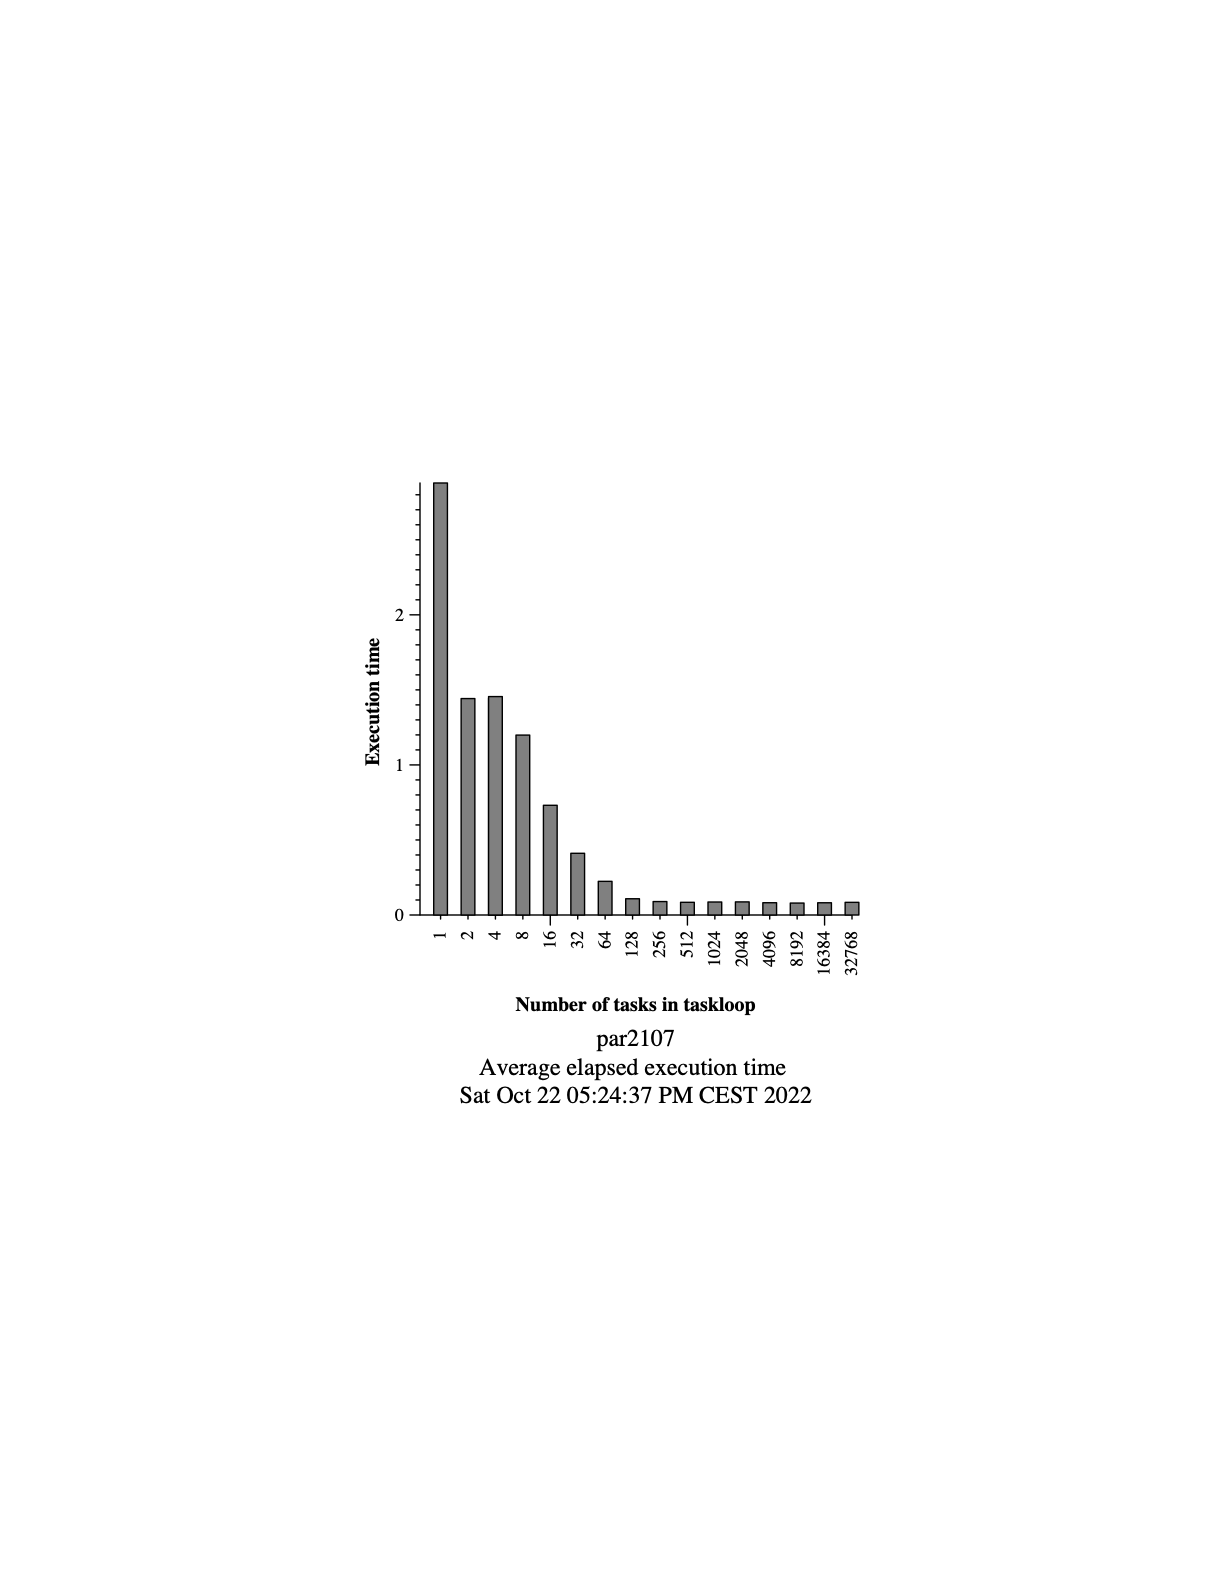 2
1
0
Execution time
1 2 4 8 16 32 64 128 256 512 1024 2048 4096 8192 16384 32768
Number of tasks in taskloop
par2107
Average elapsed execution time
Sat Oct 22 05:24:37 PM CEST 2022